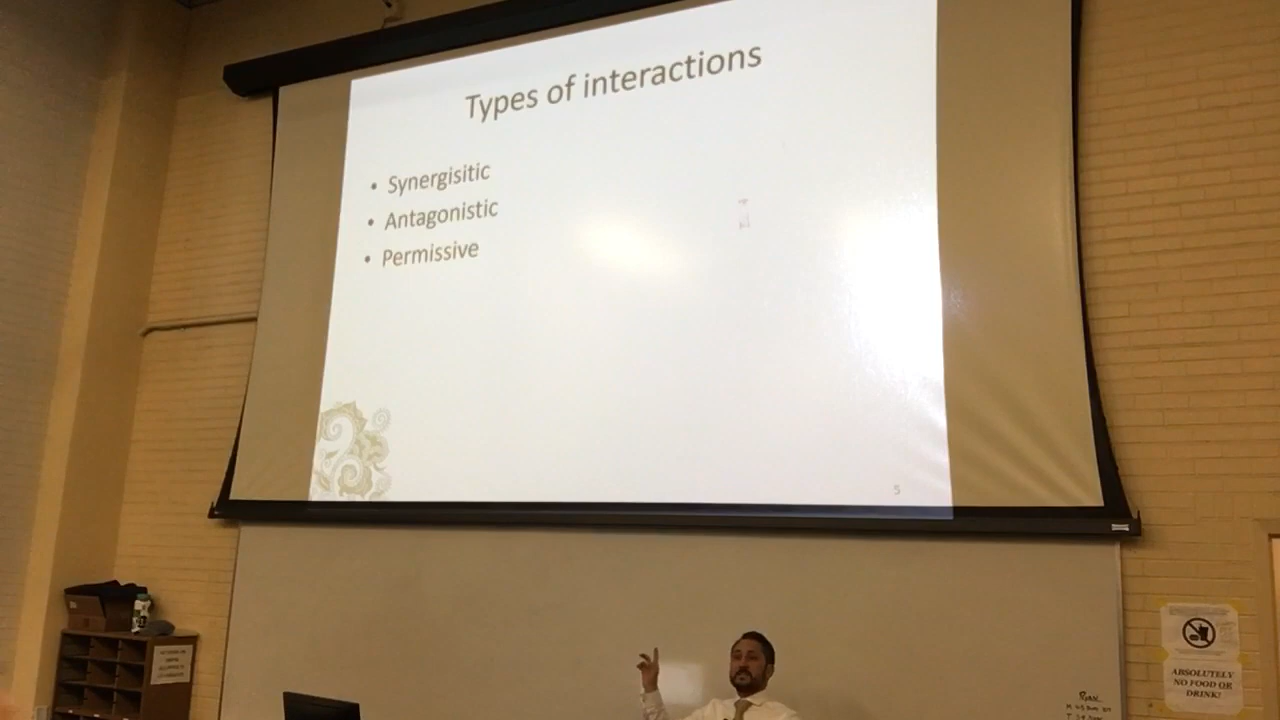 Types of interactions
• Synergisitic
• Antagonistic
• Permissive
5
ABSOLUTELY
NO FOOD OR
DRINK!